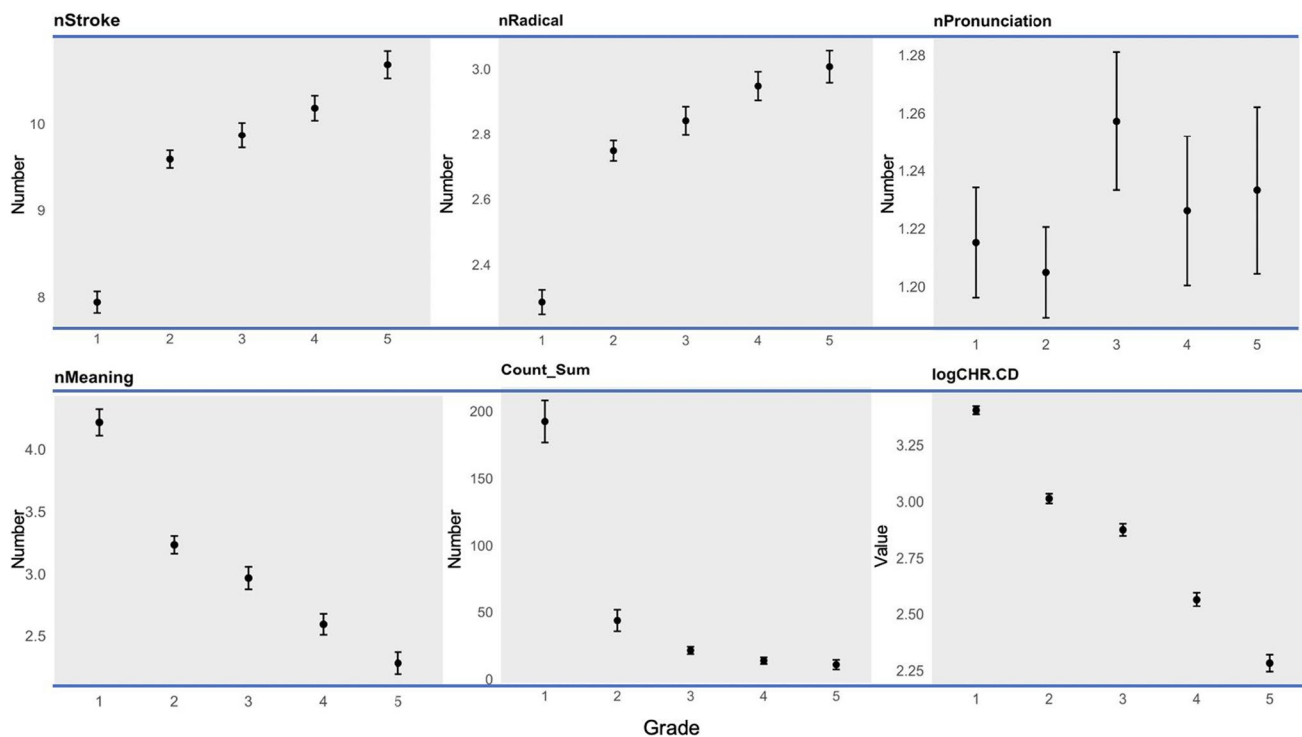 nStroke
nRadical
nPronunciation
Number
10
9
8
1 2 3 4 5
Number
3.0
2.8
2.6
2.4
1 2 3 4 5
Number
1.28
1.26
1.24
1.22
1.20
1 2 3 4 5
nMeaning
Count_Sum
logCHR.CD
Number
4.0
3.5
3.0
2.5
1 2 3 4 5
Number
200
150
100
50
0
1 2 3 4 5
Value
3.25
3.00
2.75
2.50
2.25
1 2 3 4 5
Grade